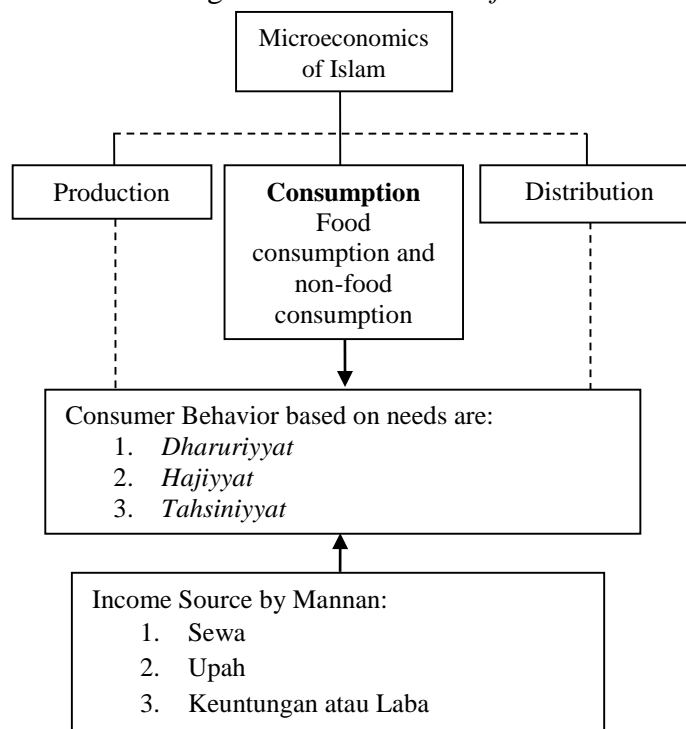 Microeconomics
of Islam
Production
Consumption
Food
consumption and
non-food
consumption
Distribution
Consumer Behavior based on needs are:
1. Dharuriyyat
2. Hajiyyat
3. Tahsiniyyat
Income Source by Mannan:
1. Sewa
2. Upah
3. Keuntungan atau Laba